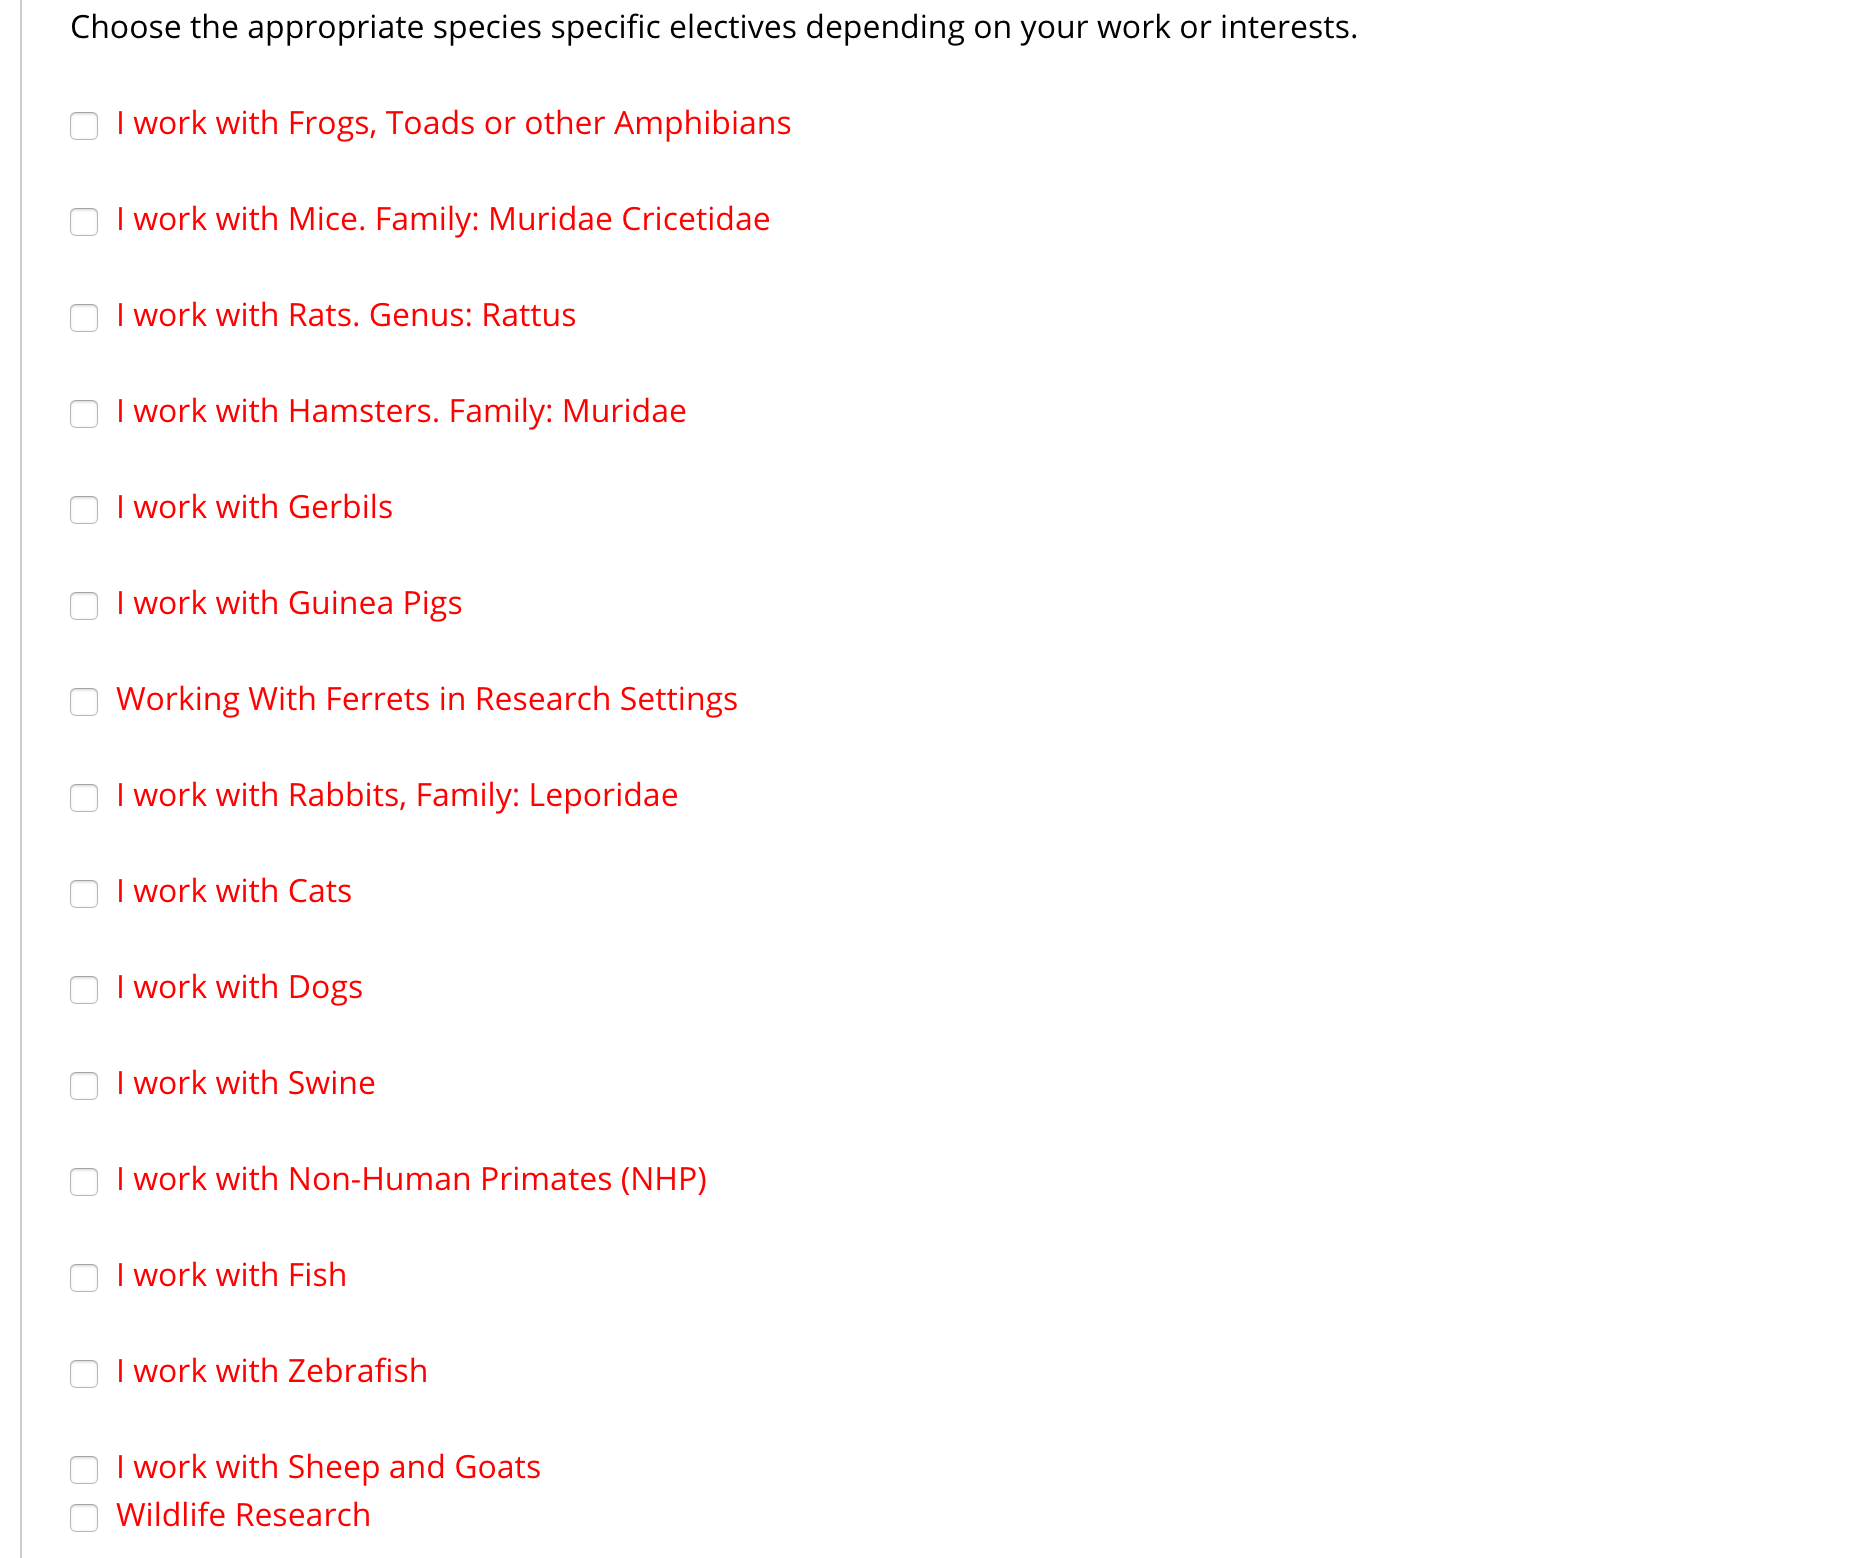 Choose the appropriate species specific electives depending on your work or interests.
I work with Frogs, Toads or other Amphibians
I work with Mice. Family: Muridae Cricetidae
I work with Rats. Genus: Rattus
I work with Hamsters. Family: Muridae
I work with Gerbils
I work with Guinea Pigs
Working With Ferrets in Research Settings
I work with Rabbits, Family: Leporidae
I work with Cats
I work with Dogs
I work with Swine
I work with Non-Human Primates (NHP)
I work with Fish
I work with Zebrafish
I work with Sheep and Goats
Wildlife Research